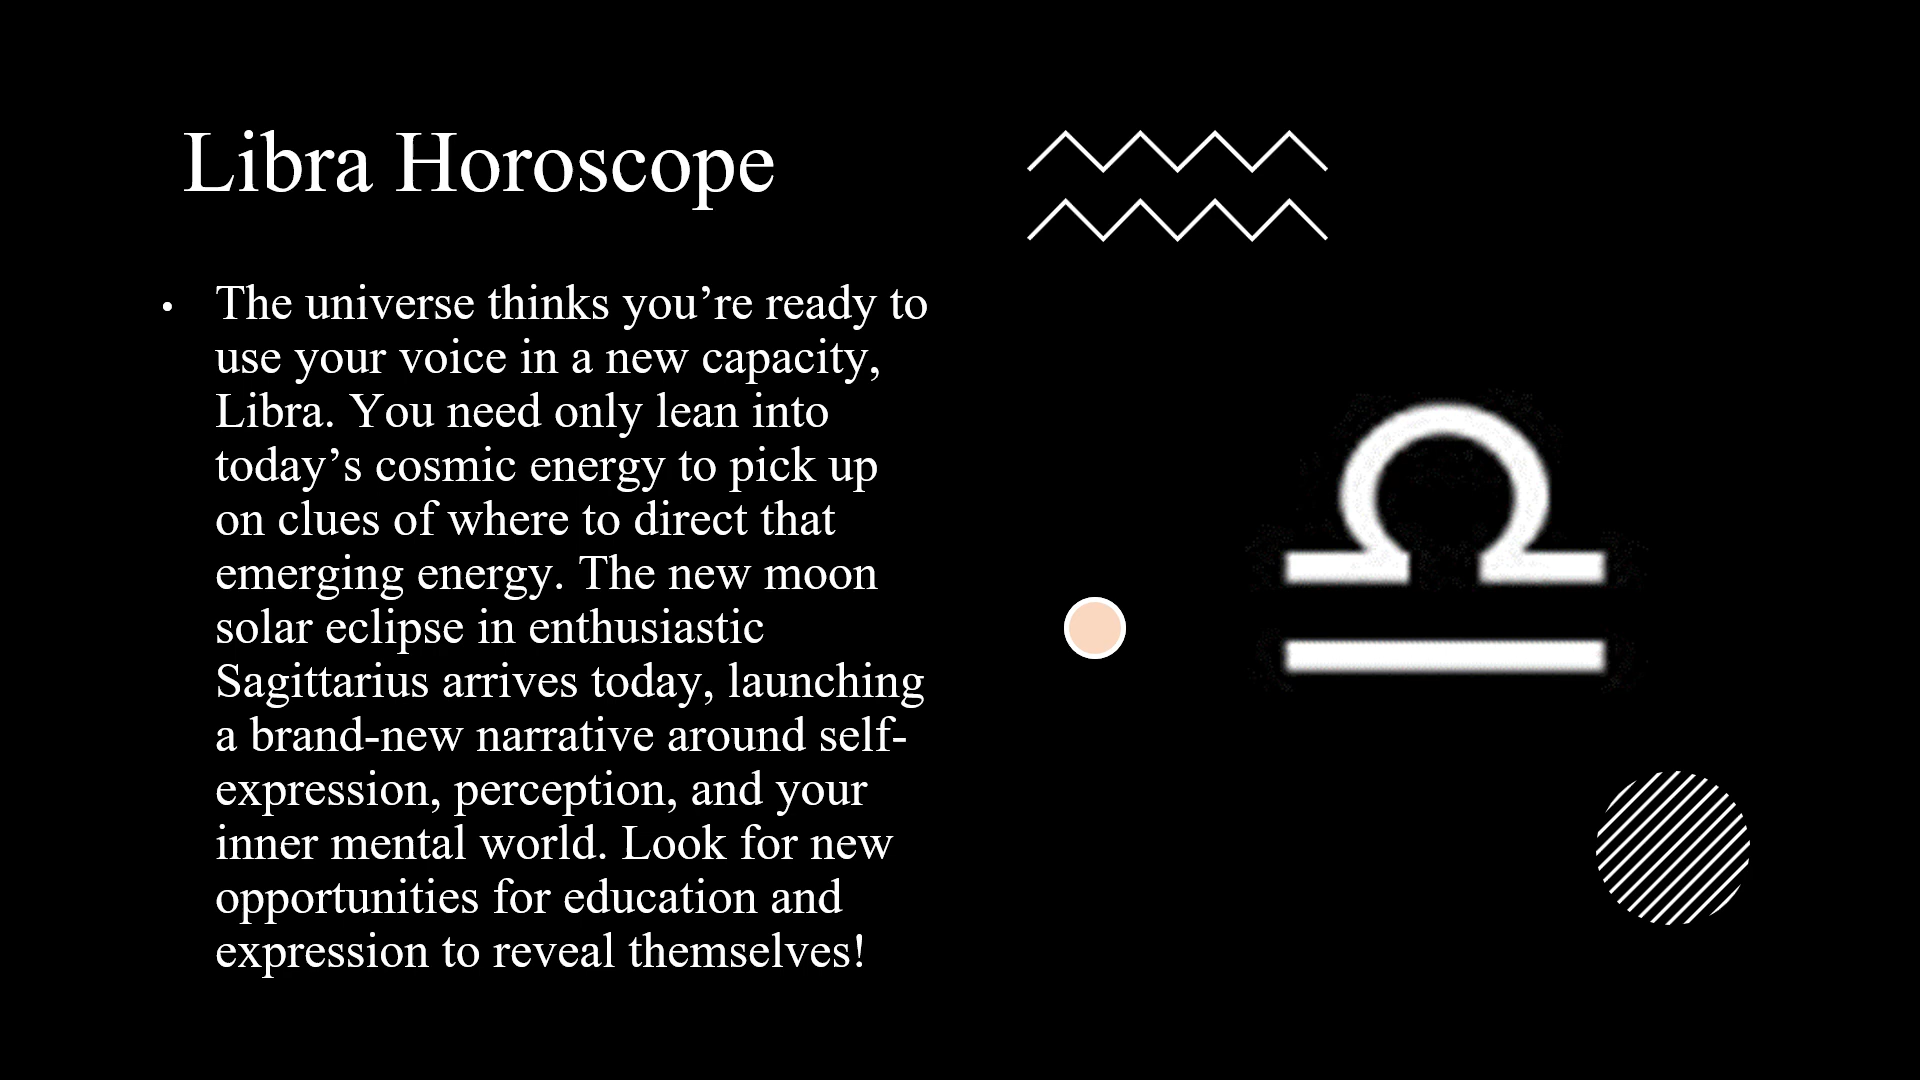 Libra Horoscope
• The universe thinks you’re ready to
use your voice in a new capacity,
Libra. You need only lean into
today’s cosmic energy to pick up
on clues of where to direct that
emerging energy. The new moon
solar eclipse in enthusiastic
Sagittarius arrives today, launching
a brand-new narrative around self-
expression, perception, and your
inner mental world. Look for new
opportunities for education and
expression to reveal themselves!